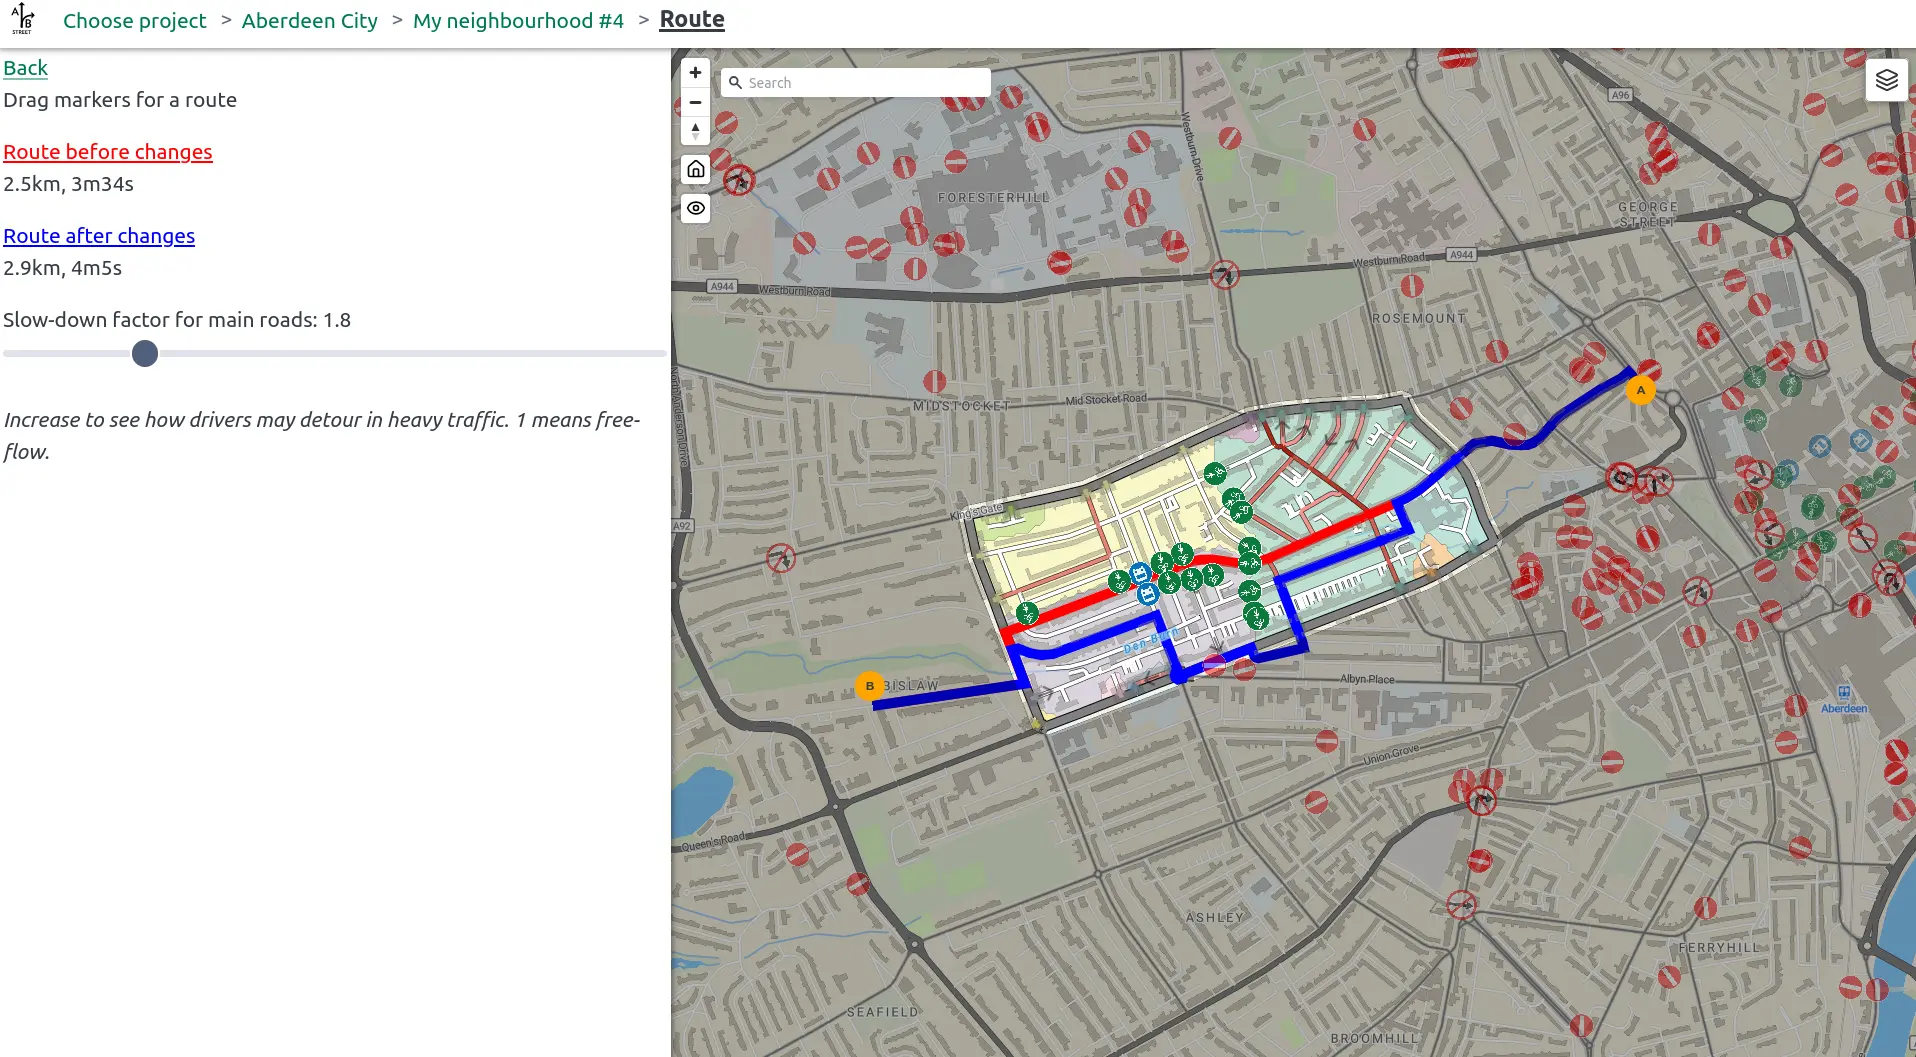 A
B
STREET
Choose project > Aberdeen City > My neighbourhood #4 > Route
Back
Drag markers for a route
Route before changes
2.5km, 3m34s
Route after changes
2.9km, 4m5s
Slow-down factor for main roads: 1.8
Increase to see how drivers may detour in heavy traffic. 1 means free-
flow.
Search
A96
Westburn Drive
FORESTERHILL
GEORGE
STREET
A944
Westburn Road
A944
Westburn Road
ROSEMOUNT
North Anderson Drive
MIDSTOCKET
Mid Stocket Road
A
King's Gate
A92
Den Burn
B
BISLAW
Albyn Place
Aberdeen
Union Grove
Queen's Road
ASHLEY
FERRYHILL
SEAFIELD
BROOMHILL